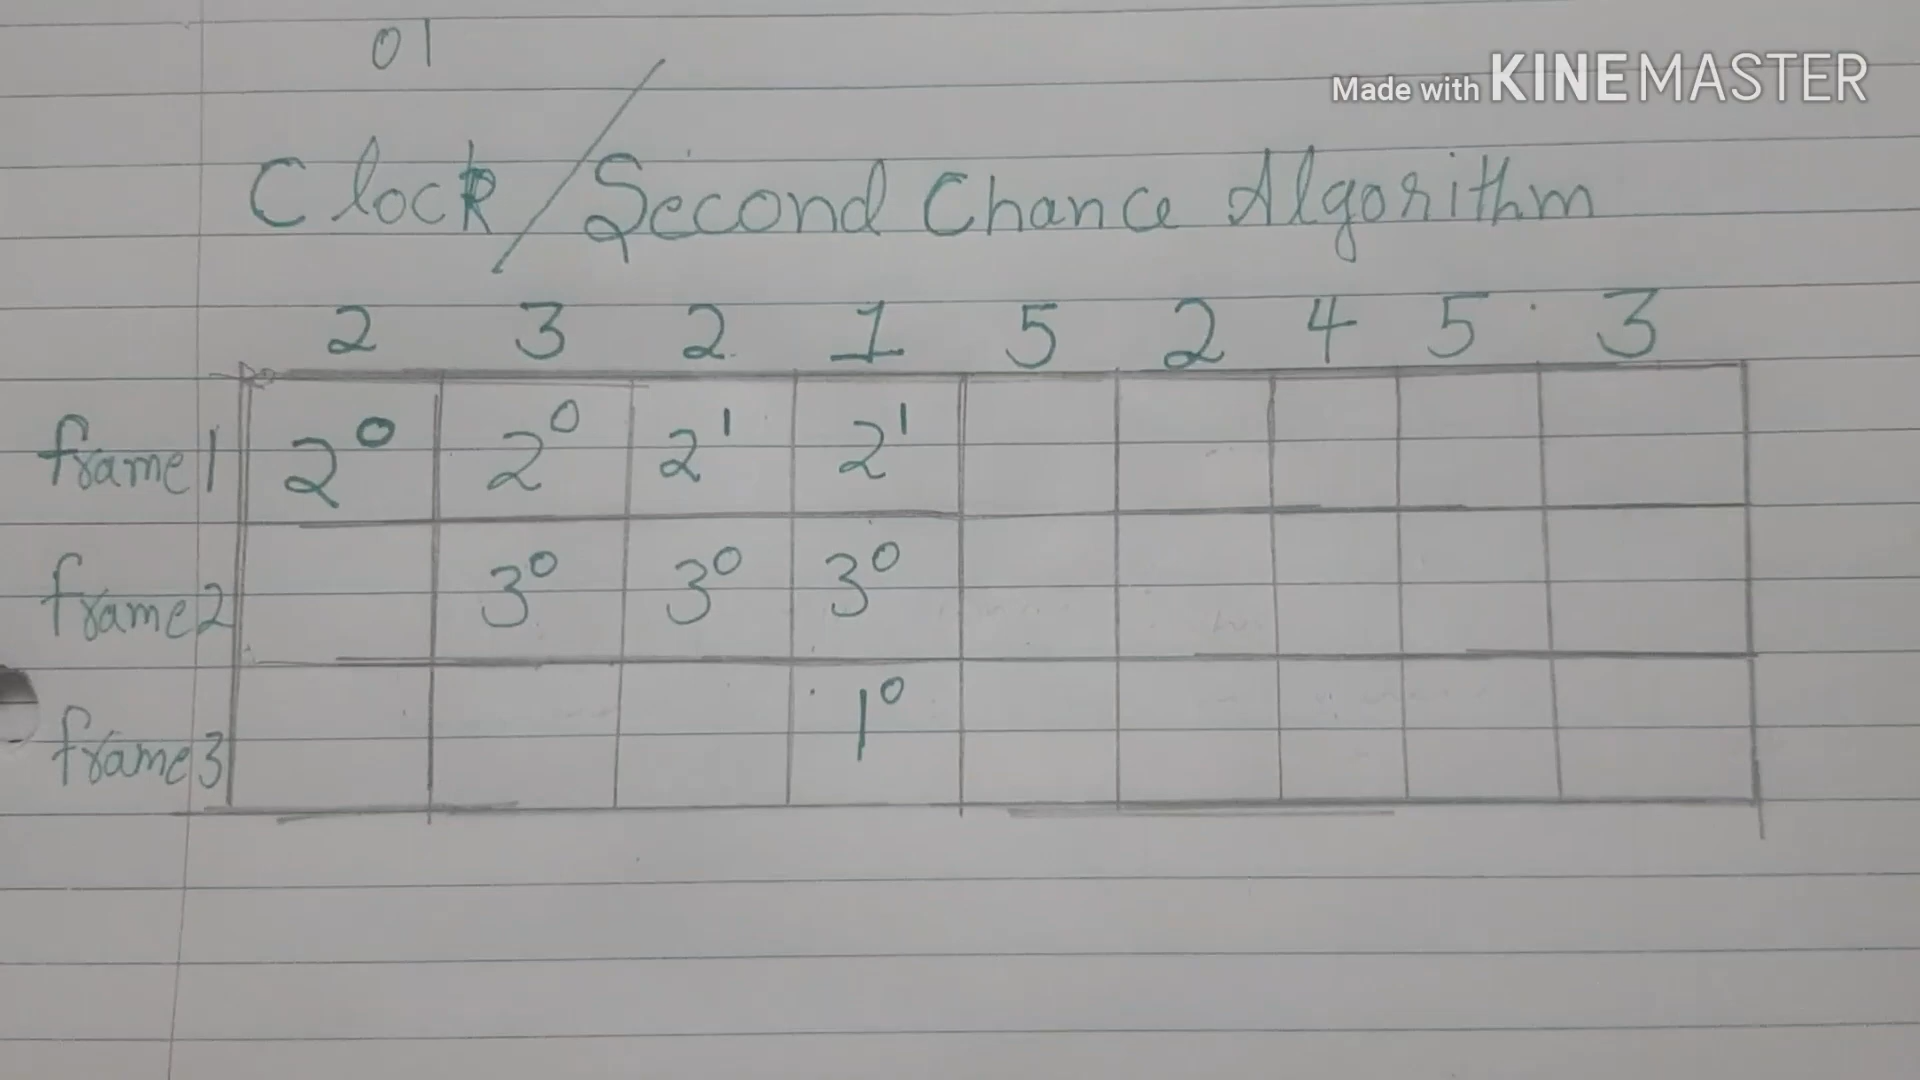 01
Made with KINEMASTER
Clock/Second Chance Algorithm
2 3 2 1 5 2 4 5 3
frame1 2⁰ 2⁰ 2¹ 2¹
frame2 3⁰ 3⁰ 3⁰
frame3 1⁰